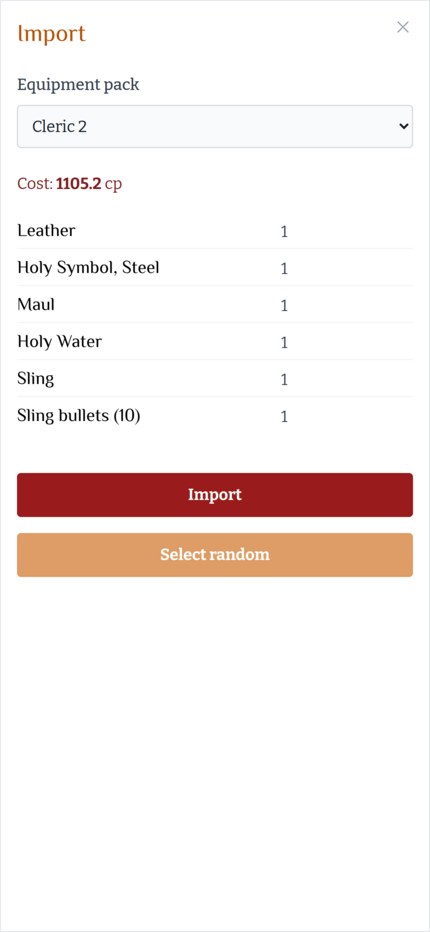 Import
Equipment pack
Cleric 2
Cost: 1105.2 cp
Leather 1
Holy Symbol, Steel 1
Maul 1
Holy Water 1
Sling 1
Sling bullets (10) 1
Import
Select random